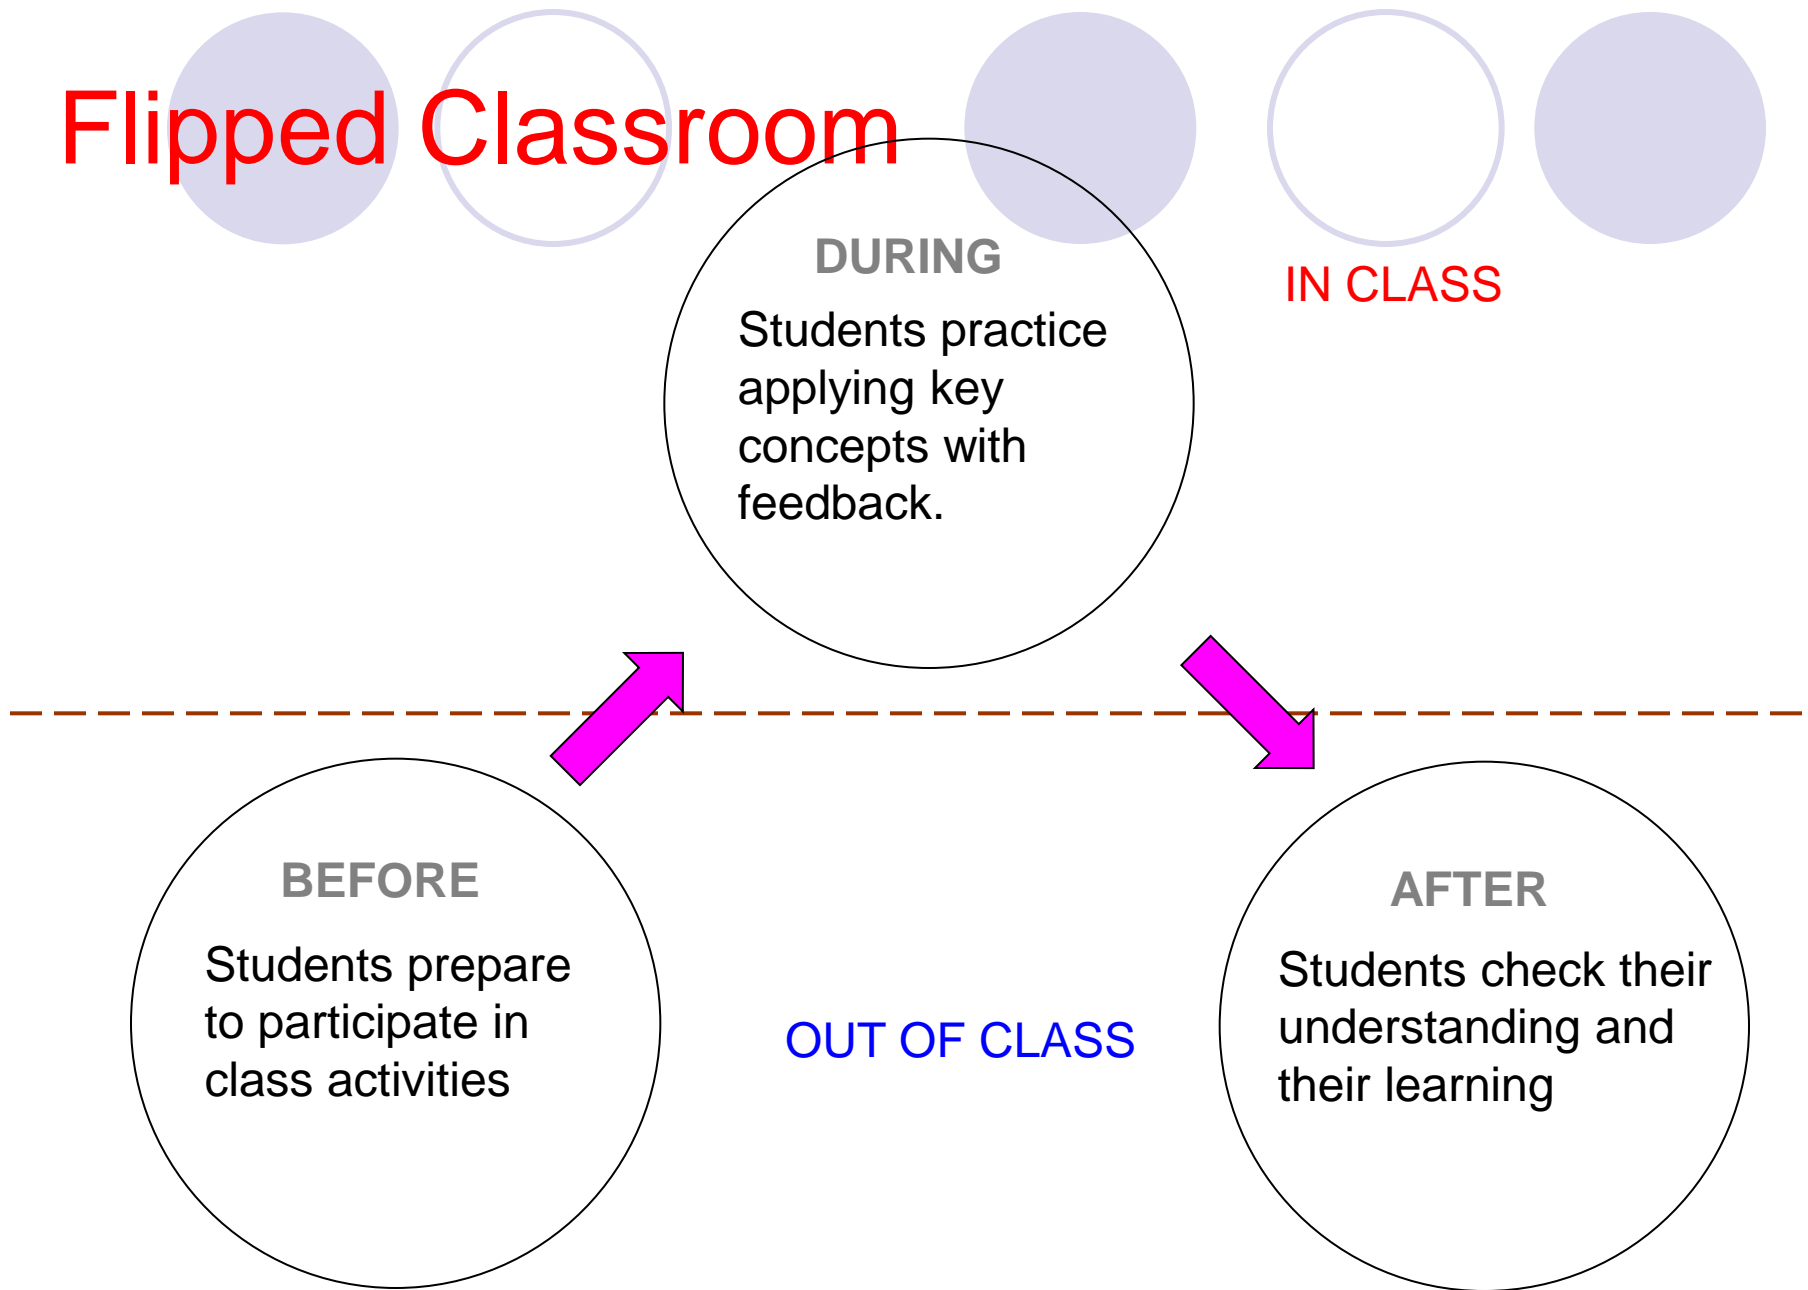 Flipped Classroom
DURING
IN CLASS
Students practice
applying key
concepts with
feedback.
BEFORE
Students prepare
to participate in
class activities
OUT OF CLASS
AFTER
Students check their
understanding and
their learning